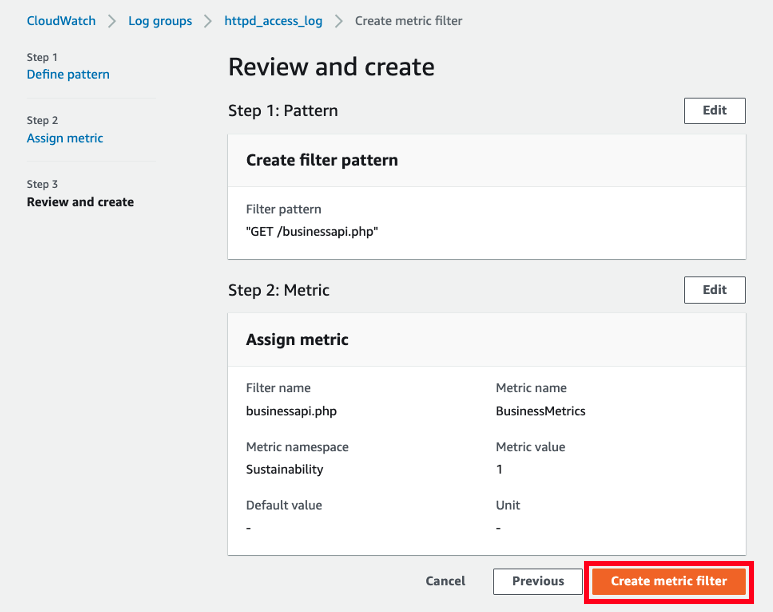 CloudWatch > Log groups > httpd_access_log > Create metric filter
Step 1
Define pattern
Step 2
Assign metric
Step 3
Review and create
Review and create
Step 1: Pattern
Edit
Create filter pattern
Filter pattern
"GET /businessapi.php"
Step 2: Metric
Edit
Assign metric
Filter name
businessapi.php
Metric name
BusinessMetrics
Metric namespace
Sustainability
Metric value
1
Default value
-
Unit
-
Cancel
Previous
Create metric filter